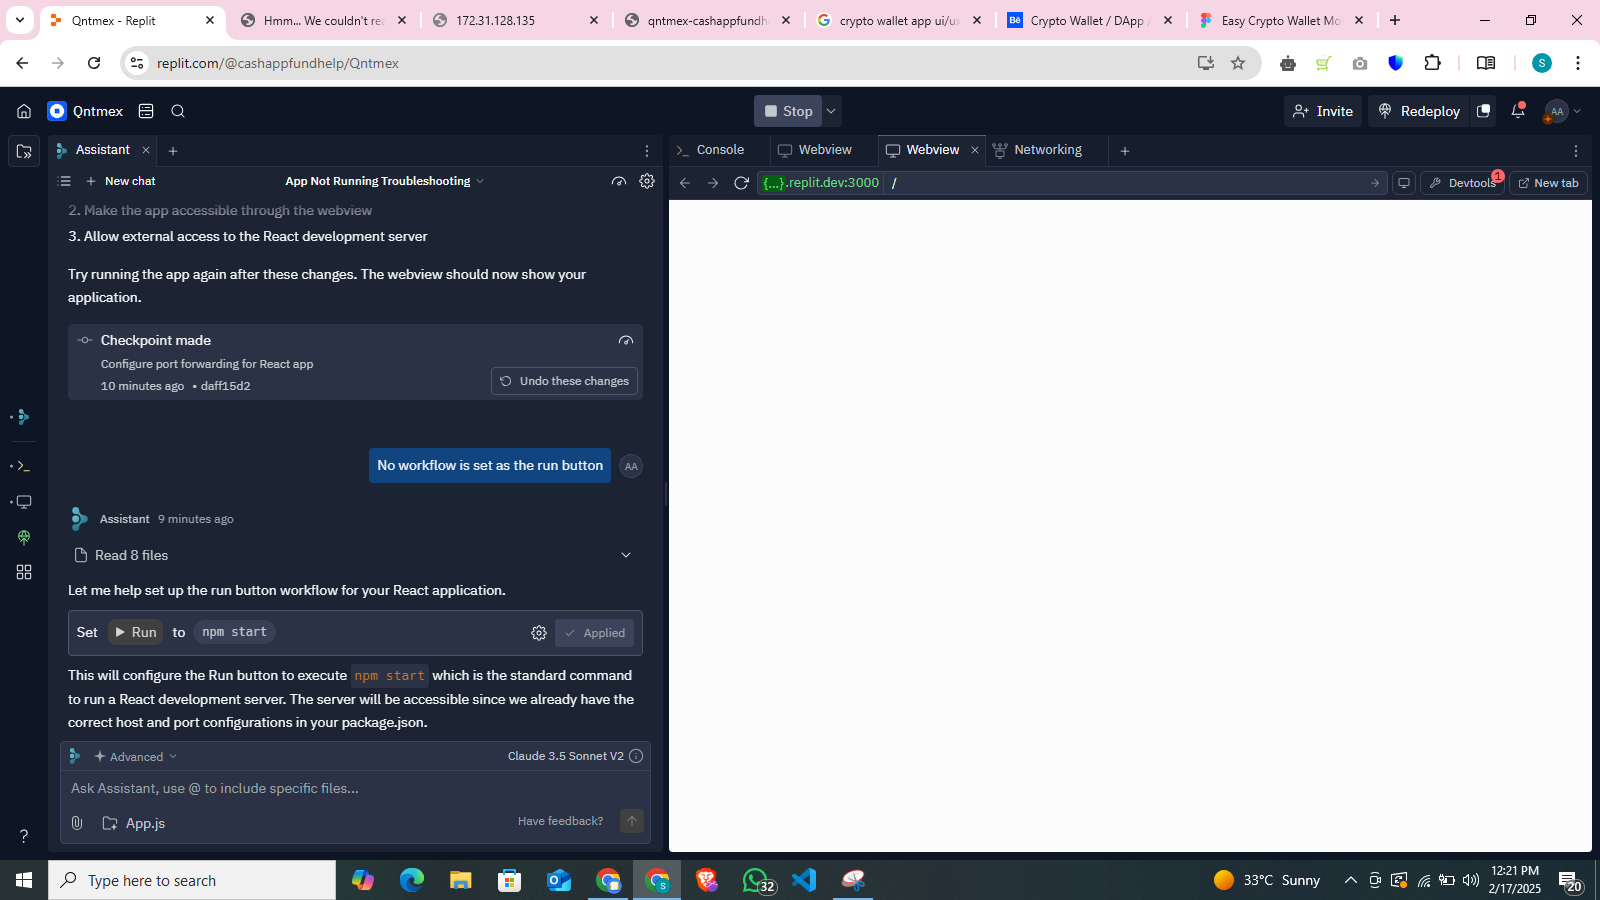 Qntmex - Replit
Hmm... We couldn't re
172.31.128.135
qntmex-cashappfundh
crypto wallet app ui/ux
Crypto Wallet / DApp /
Easy Crypto Wallet Mo
replit.com/@cashappfundhelp/Qntmex
S
Qntmex
Stop
Invite
Redeploy
AA
Assistant
Console
Webview
Webview
Networking
New chat
App Not Running Troubleshooting
{...}.replit.dev:3000
/
Devtools
1
New tab
2. Make the app accessible through the webview
3. Allow external access to the React development server
Try running the app again after these changes. The webview should now show your
application.
Checkpoint made
Configure port forwarding for React app
10 minutes ago • daff15d2
Undo these changes
No workflow is set as the run button
AA
Assistant 9 minutes ago
Read 8 files
Let me help set up the run button workflow for your React application.
Set Run to npm start
Applied
This will configure the Run button to execute npm start which is the standard command
to run a React development server. The server will be accessible since we already have the
correct host and port configurations in your package.json.
Advanced
Claude 3.5 Sonnet V2
Ask Assistant, use @ to include specific files...
App.js
Have feedback?
?
Type here to search
32
33°C Sunny
12:21 PM
2/17/2025
20